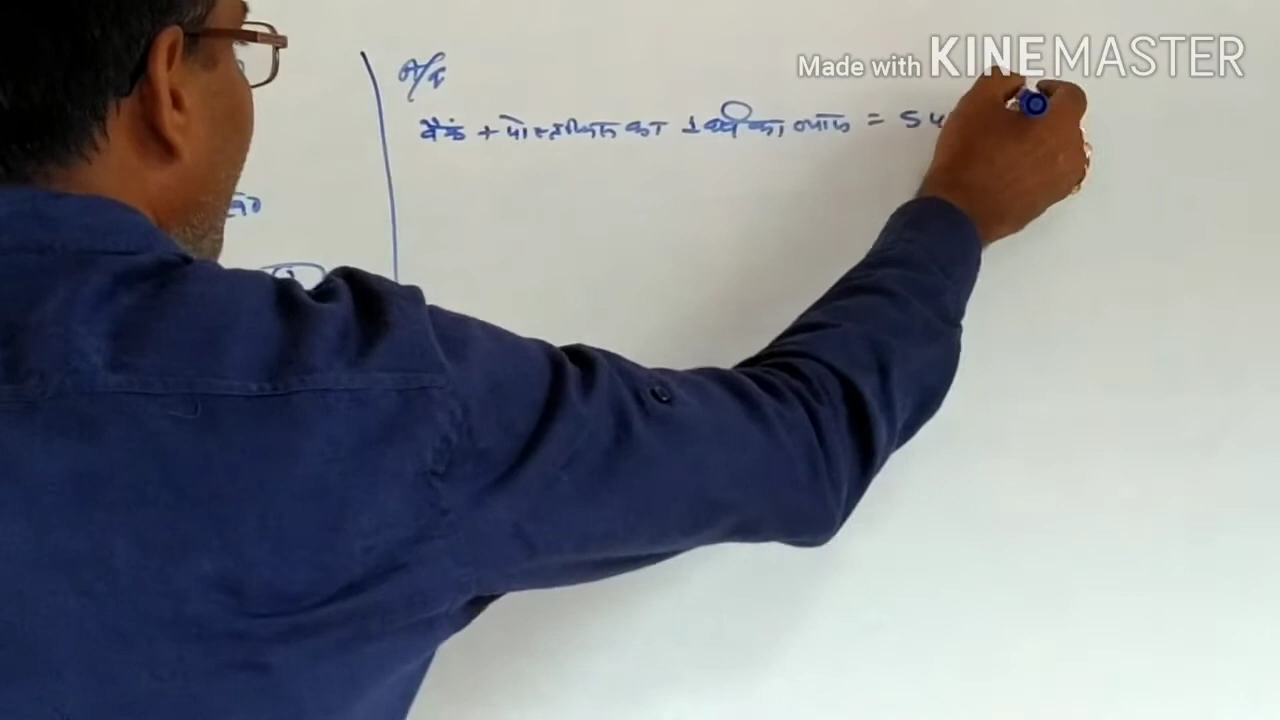 Made with KINEMASTER
A/Q
बैंक + पोस्टऑफिस का 1 वर्ष का ब्याज = 54